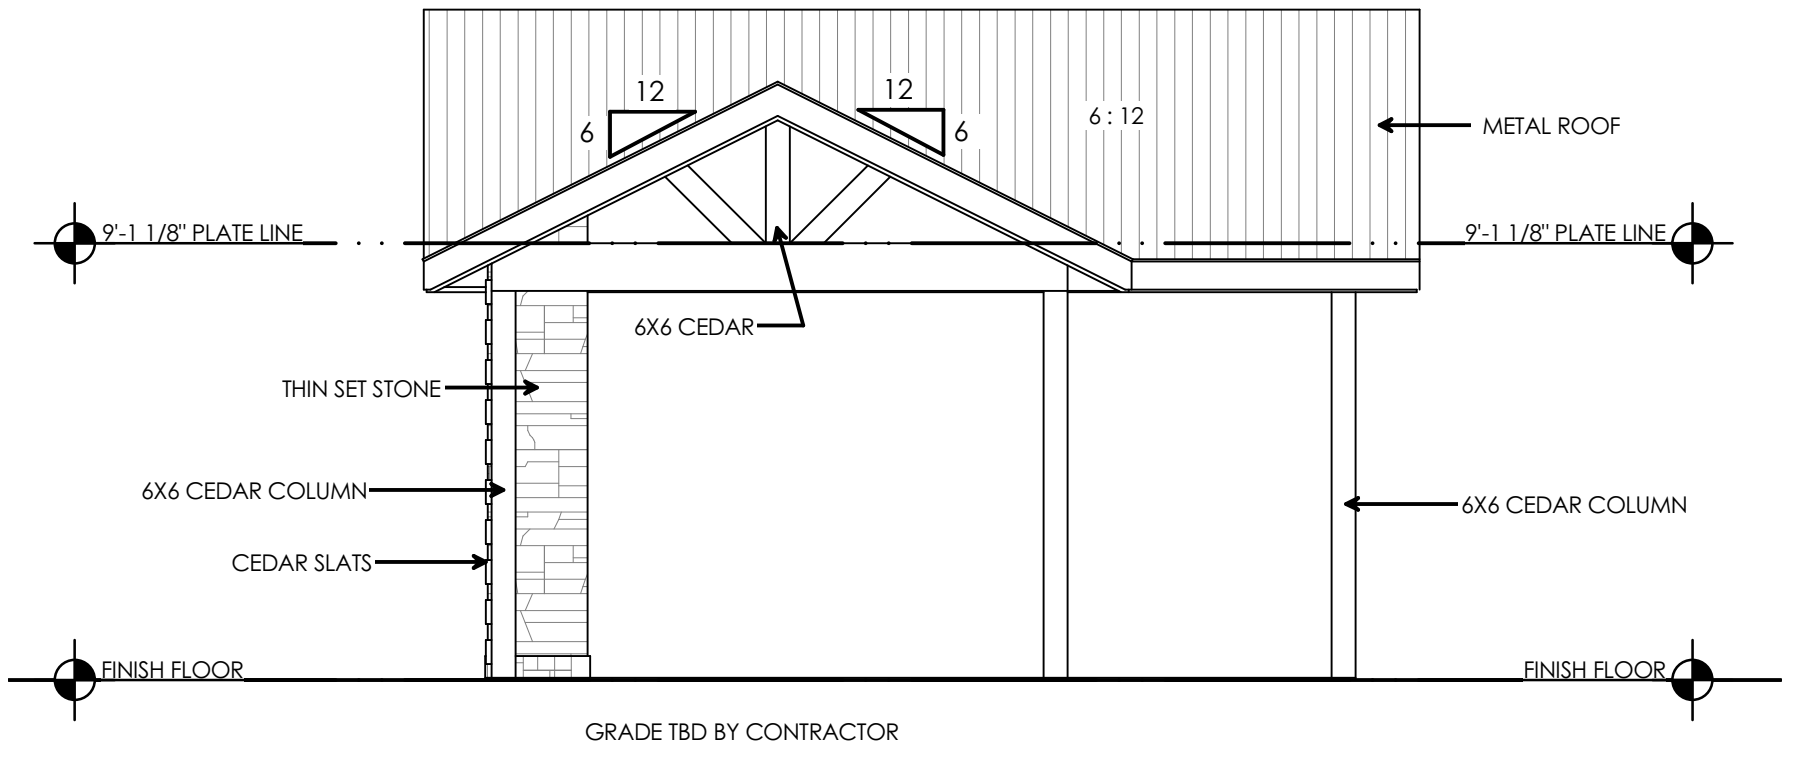 12
12
6
6
6 : 12
METAL ROOF
9'-1 1/8" PLATE LINE
9'-1 1/8" PLATE LINE
6X6 CEDAR
THIN SET STONE
6X6 CEDAR COLUMN
6X6 CEDAR COLUMN
CEDAR SLATS
FINISH FLOOR
FINISH FLOOR
GRADE TBD BY CONTRACTOR